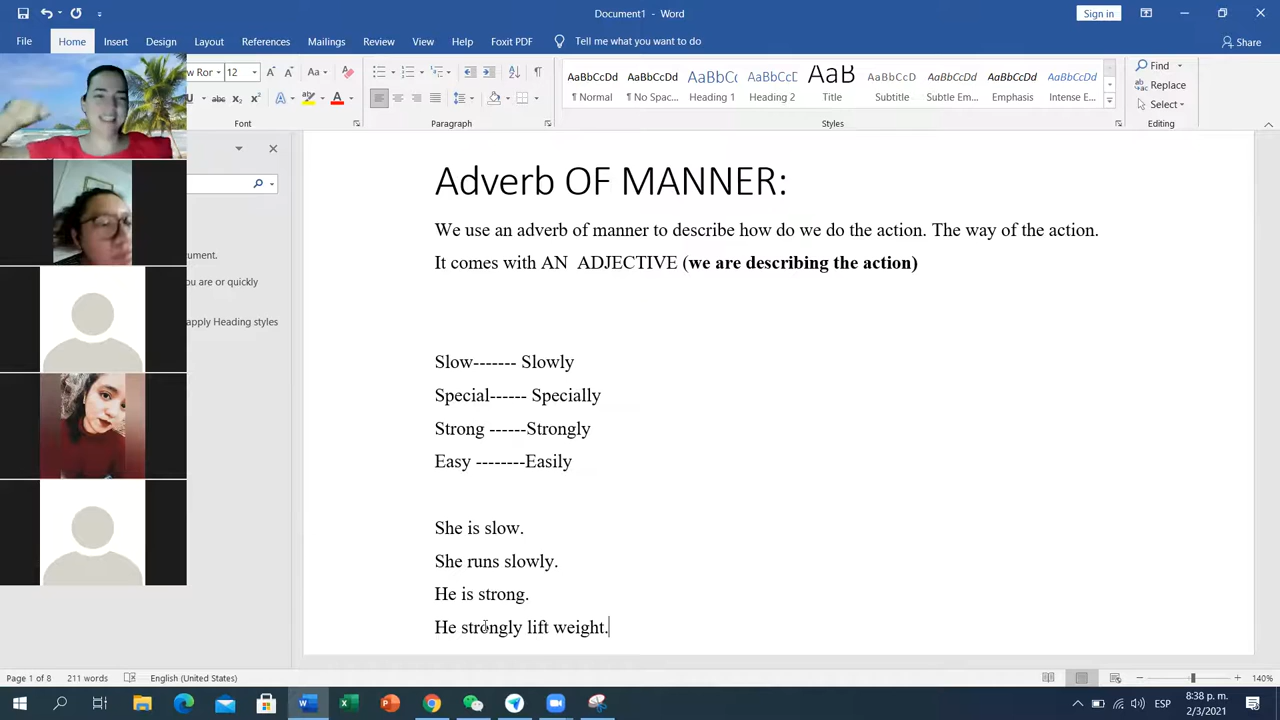 Document1 - Word
Sign in
File Home Insert Design Layout References Mailings Review View Help Foxit PDF Tell me what you want to do Share
w Ror 12 Aa
AaBbCcDd AaBbCcDd AaBbCc AaBbCcD AaB AaBbCcD AaBbCcDd AaBbCcDd AaBbCcDd
¶ Normal ¶ No Spac... Heading 1 Heading 2 Title Subtitle Subtle Em... Emphasis Intense E...
Find
Replace
Select
Font Paragraph Styles Editing
cument.
ou are or quickly
apply Heading styles
Adverb OF MANNER:
We use an adverb of manner to describe how do we do the action. The way of the action.
It comes with AN ADJECTIVE (we are describing the action)
Slow------- Slowly
Special------ Specially
Strong ------Strongly
Easy --------Easily
She is slow.
She runs slowly.
He is strong.
He strongly lift weight.
Page 1 of 8 211 words English (United States) 140%
ESP 8:38 p. m.
2/3/2021